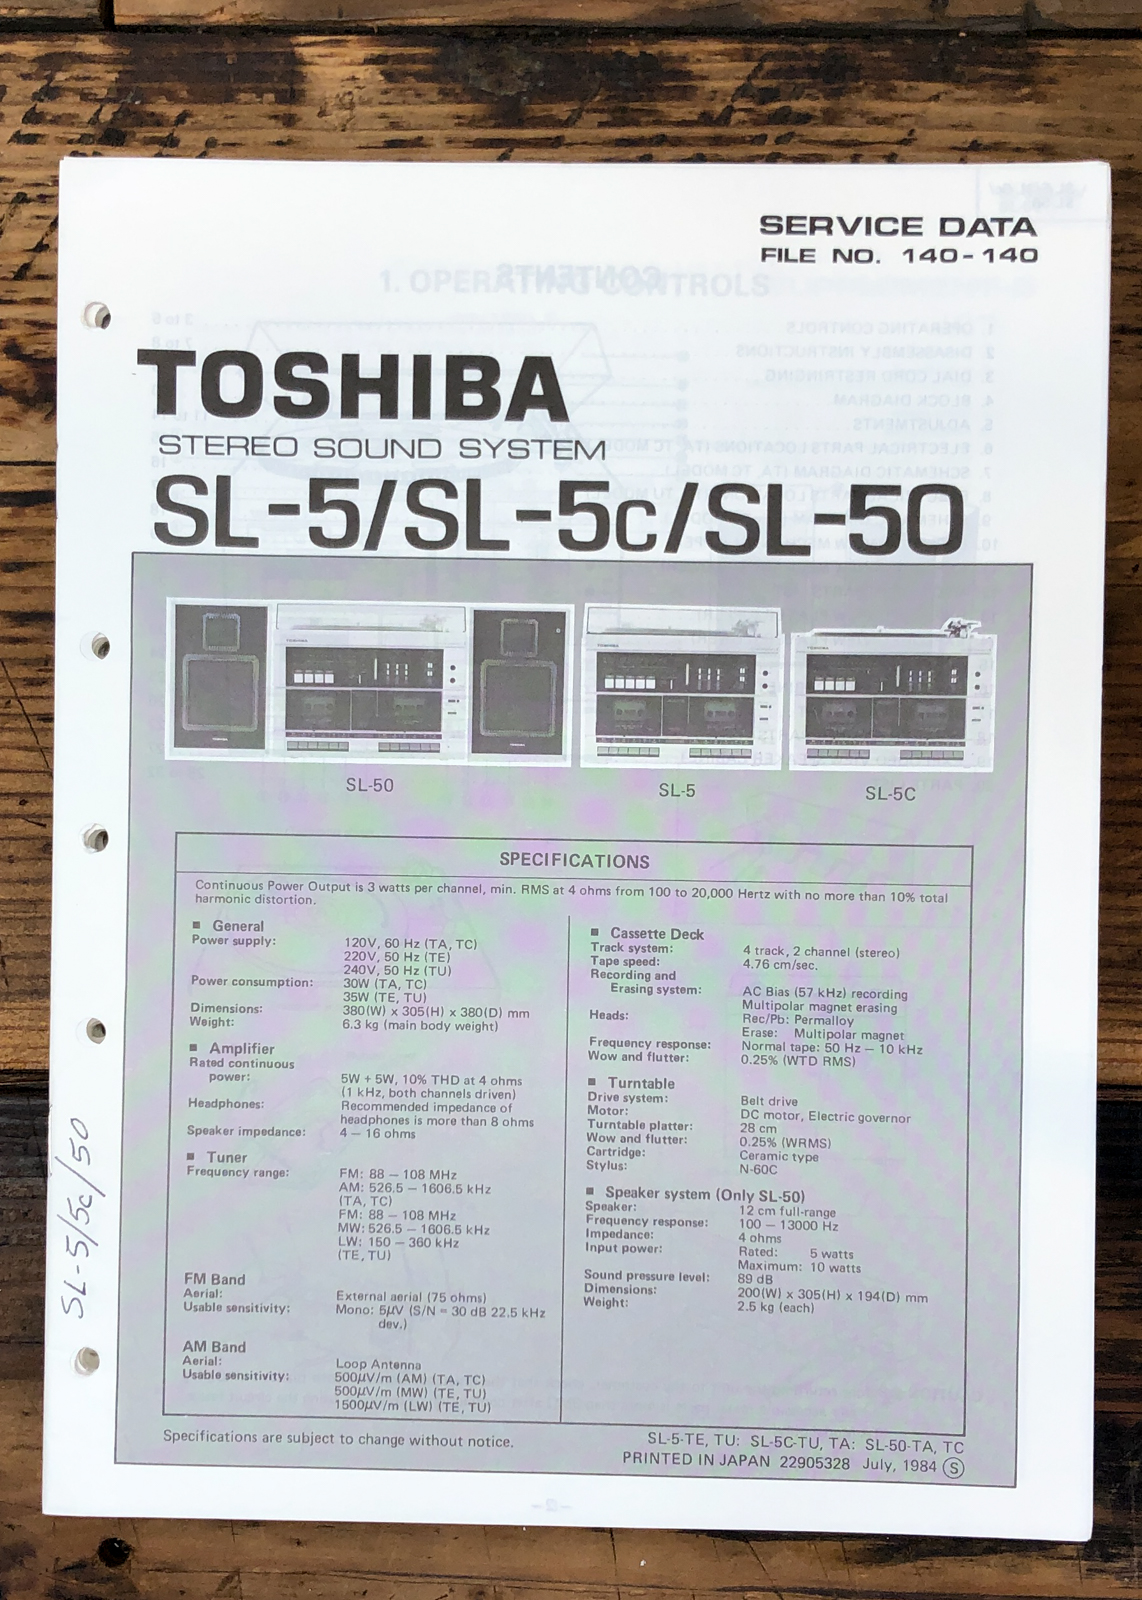 SERVICE DATA
FILE NO. 140-140
1. OPERATING CONTROLS
TOSHIBA
STEREO SOUND SYSTEM
SL-5/SL-5c/SL-50
SL-50
SL-5
SL-5C
SPECIFICATIONS
Continuous Power Output is 3 watts per channel, min. RMS at 4 ohms from 100 to 20,000 Hertz with no more than 10% total
harmonic distortion.
■ General
Power supply: 120V, 60 Hz (TA, TC)
220V, 50 Hz (TE)
240V, 50 Hz (TU)
Power consumption: 30W (TA, TC)
35W (TE, TU)
Dimensions: 380(W) x 305(H) x 380(D) mm
Weight: 6.3 kg (main body weight)
■ Amplifier
Rated continuous
power: 5W + 5W, 10% THD at 4 ohms
(1 kHz, both channels driven)
Headphones: Recommended impedance of
headphones is more than 8 ohms
Speaker impedance: 4 – 16 ohms
■ Tuner
Frequency range: FM: 88 – 108 MHz
AM: 526.5 – 1606.5 kHz
(TA, TC)
FM: 88 – 108 MHz
MW: 526.5 – 1606.5 kHz
LW: 150 – 360 kHz
(TE, TU)
FM Band
Aerial: External aerial (75 ohms)
Usable sensitivity: Mono: 5μV (S/N = 30 dB 22.5 kHz
dev.)
AM Band
Aerial: Loop Antenna
Usable sensitivity: 500μV/m (AM) (TA, TC)
500μV/m (MW) (TE, TU)
1500μV/m (LW) (TE, TU)
■ Cassette Deck
Track system: 4 track, 2 channel (stereo)
Tape speed: 4.76 cm/sec.
Recording and
Erasing system: AC Bias (57 kHz) recording
Multipolar magnet erasing
Heads: Rec/Pb: Permalloy
Erase: Multipolar magnet
Frequency response: Normal tape: 50 Hz – 10 kHz
Wow and flutter: 0.25% (WTD RMS)
■ Turntable
Drive system: Belt drive
Motor: DC motor, Electric governor
Turntable platter: 28 cm
Wow and flutter: 0.25% (WRMS)
Cartridge: Ceramic type
Stylus: N-60C
■ Speaker system (Only SL-50)
Speaker: 12 cm full-range
Frequency response: 100 – 13000 Hz
Impedance: 4 ohms
Input power: Rated: 5 watts
Maximum: 10 watts
Sound pressure level: 89 dB
Dimensions: 200(W) x 305(H) x 194(D) mm
Weight: 2.5 kg (each)
Specifications are subject to change without notice.
SL-5-TE, TU: SL-5C-TU, TA: SL-50-TA, TC
PRINTED IN JAPAN 22905328 July, 1984 Ⓢ
SL-5/5c/50